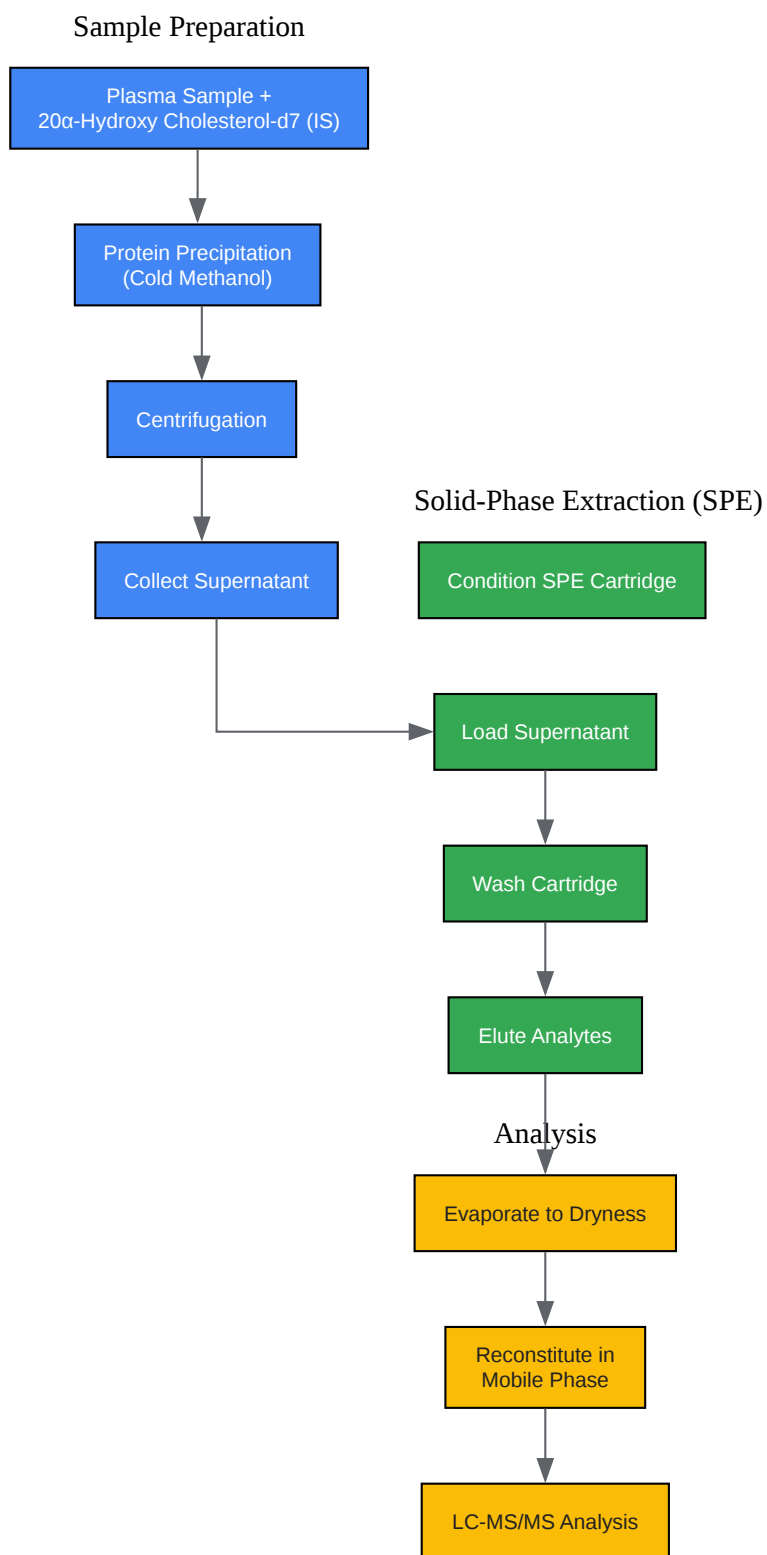 Sample Preparation
Plasma Sample +
20α-Hydroxy Cholesterol-d7 (IS)
Protein Precipitation
(Cold Methanol)
Centrifugation
Collect Supernatant
Solid-Phase Extraction (SPE)
Condition SPE Cartridge
Load Supernatant
Wash Cartridge
Elute Analytes
Analysis
Evaporate to Dryness
Reconstitute in
Mobile Phase
LC-MS/MS Analysis